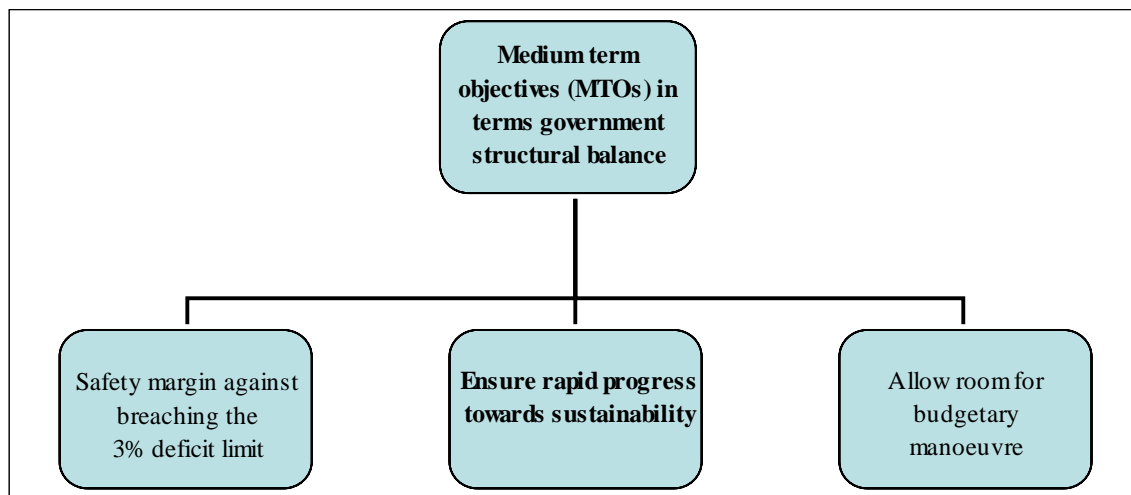 Medium term
objectives (MTOs) in
terms government
structural balance
Safety margin against
breaching the
3% deficit limit
Ensure rapid progress
towards sustainability
Allow room for
budgetary
manoeuvre